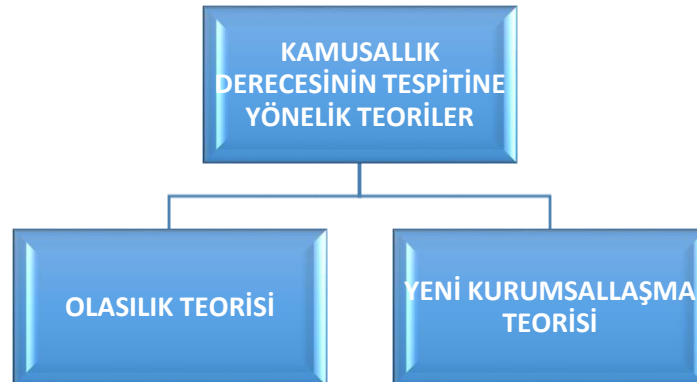 KAMUSALLIK
DERECESİNİN TESPİTİNE
YÖNELİK TEORİLER
OLASILIK TEORİSİ
YENİ KURUMSALLAŞMA
TEORİSİ